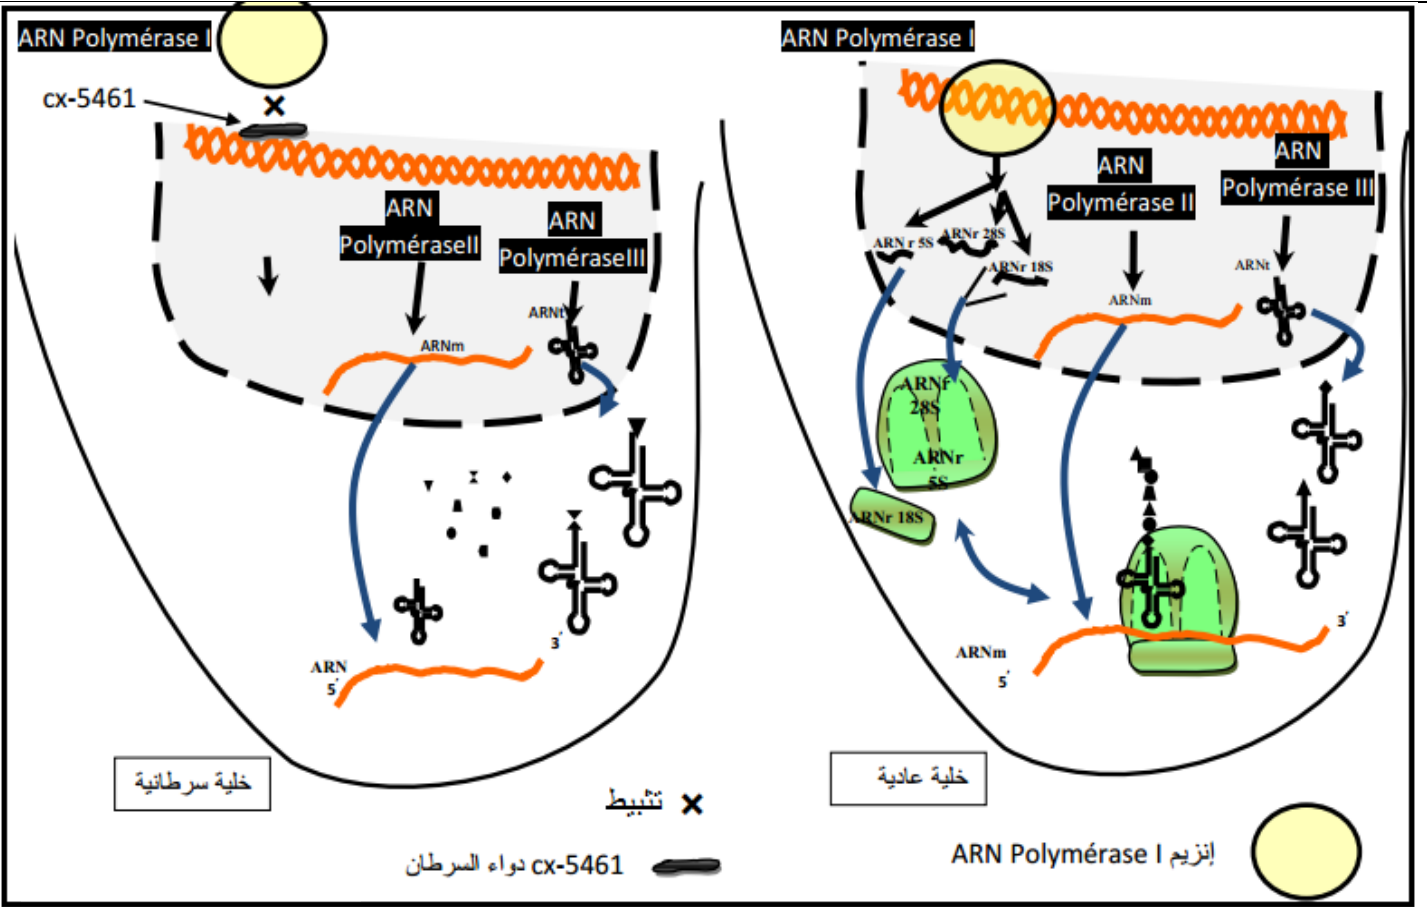 ARN Polymérase I
cx-5461
ARN
PolyméraseII
ARN
PolyméraseIII
ARNt
ARNm
ARN
5′
3′
خلية سرطانية
تثبيط
cx-5461 دواء السرطان
ARN Polymérase I
ARN
Polymérase II
ARN
Polymérase III
ARN r 5S
ARNr 28S
ARNr 18S
ARNm
ARNt
ARNr
28S
ARNr
5S
ARNr 18S
ARNm
5′
3′
خلية عادية
إنزيم ARN Polymérase I